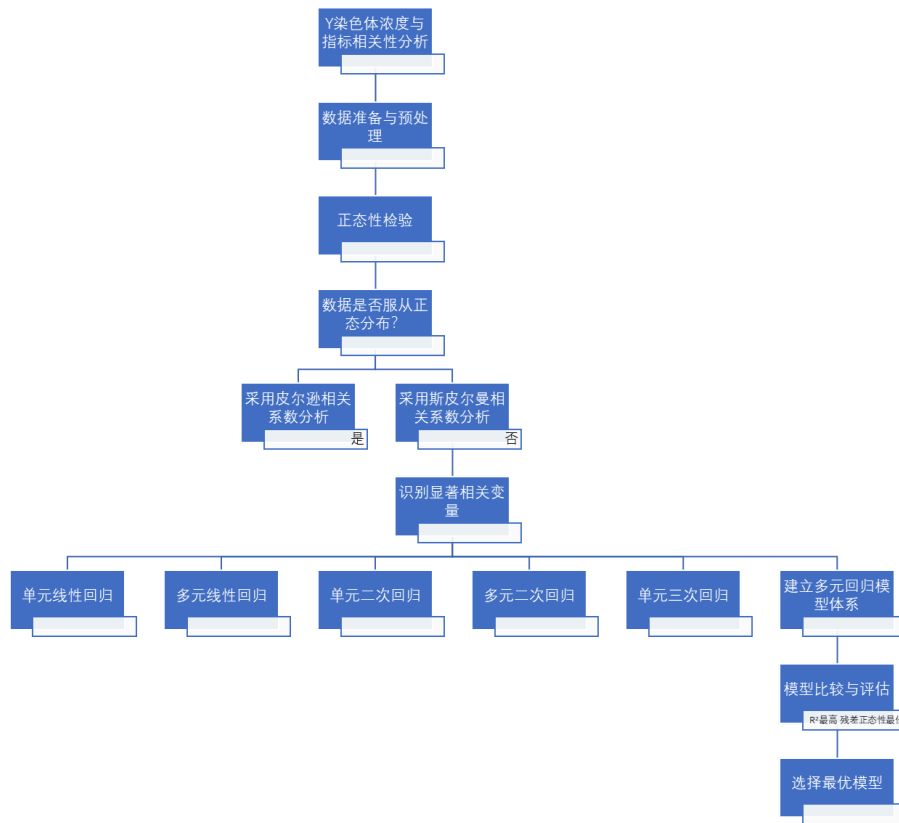 Y染色体浓度与
指标相关性分析
数据准备与预处
理
正态性检验
数据是否服从正
态分布？
采用皮尔逊相关
系数分析
是
采用斯皮尔曼相
关系数分析
否
识别显著相关变
量
单元线性回归
多元线性回归
单元二次回归
多元二次回归
单元三次回归
建立多元回归模
型体系
模型比较与评估
R²最高 残差正态性最
选择最优模型